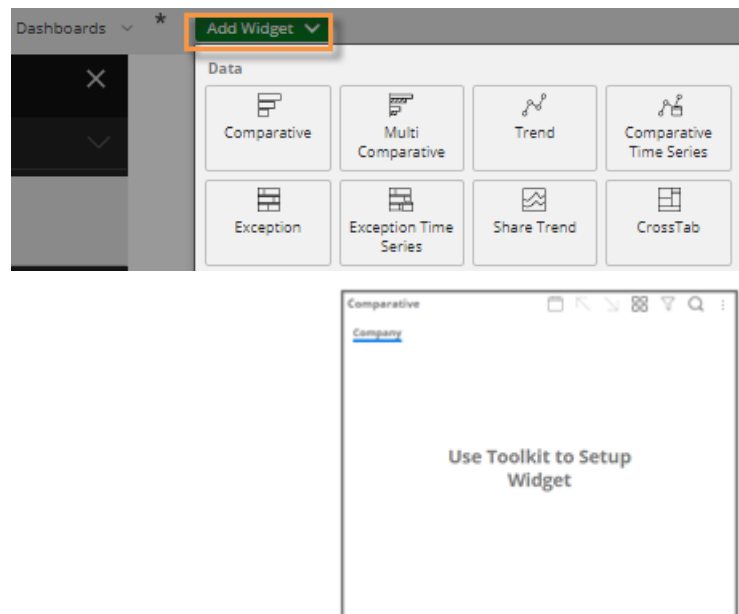 Dashboards * Add Widget
Data
Comparative
Multi
Comparative
Trend
Comparative
Time Series
Exception
Exception Time
Series
Share Trend
CrossTab
Comparative
Company
Use Toolkit to Setup
Widget